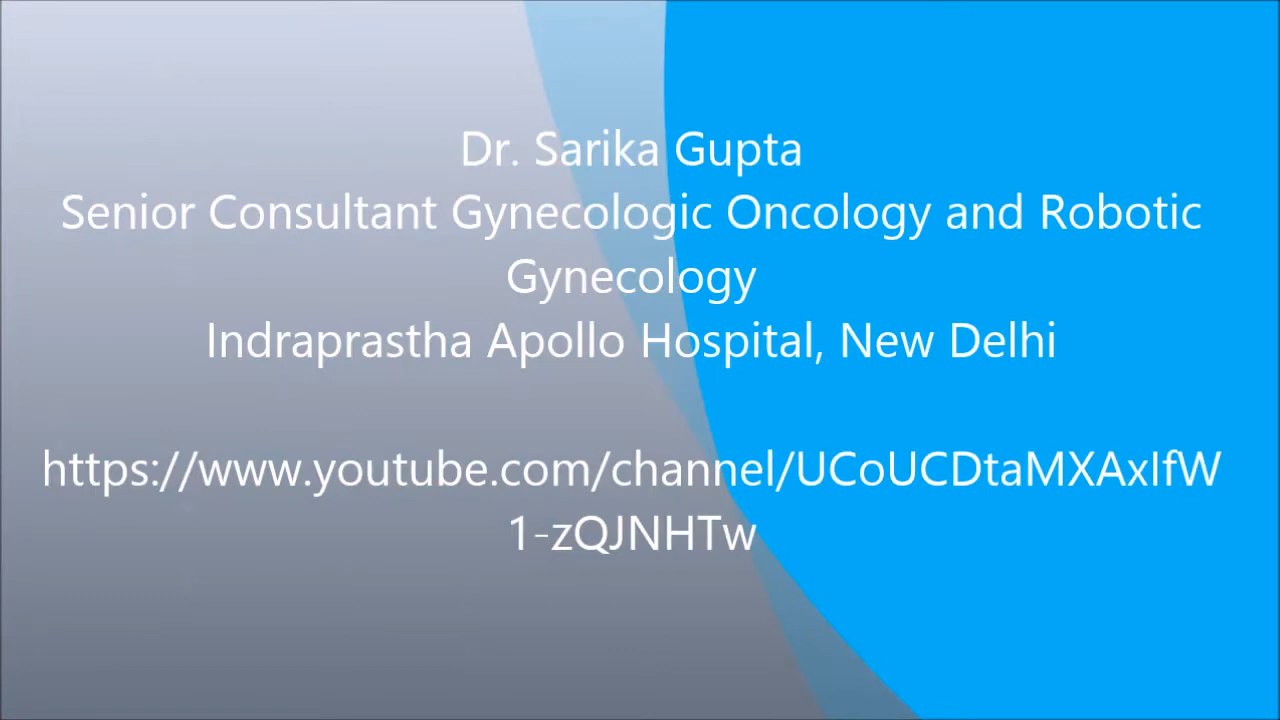 Dr. Sarika Gupta
Senior Consultant Gynecologic Oncology and Robotic
Gynecology
Indraprastha Apollo Hospital, New Delhi
https://www.youtube.com/channel/UCoUCDtaMXAxIfW
1-zQJNHTw